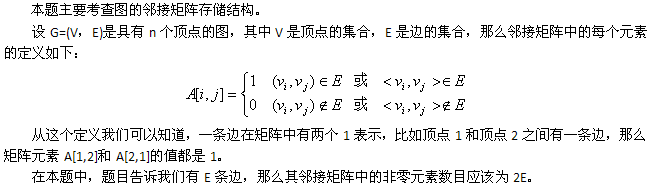 本题主要考查图的邻接矩阵存储结构。
设 G=(V，E)是具有 n 个顶点的图，其中 V 是顶点的集合，E 是边的集合，那么邻接矩阵中的每个元素
的定义如下：
A[i, j] = { 1 (vᵢ, vⱼ) ∈ E 或 < vᵢ, vⱼ > ∈ E
0 (vᵢ, vⱼ) ∉ E 或 < vᵢ, vⱼ > ∉ E
从这个定义我们可以知道，一条边在矩阵中有两个 1 表示，比如顶点 1 和顶点 2 之间有一条边，那么
矩阵元素 A[1,2]和 A[2,1]的值都是 1。
在本题中，题目告诉我们有 E 条边，那么其邻接矩阵中的非零元素数目应该为 2E。